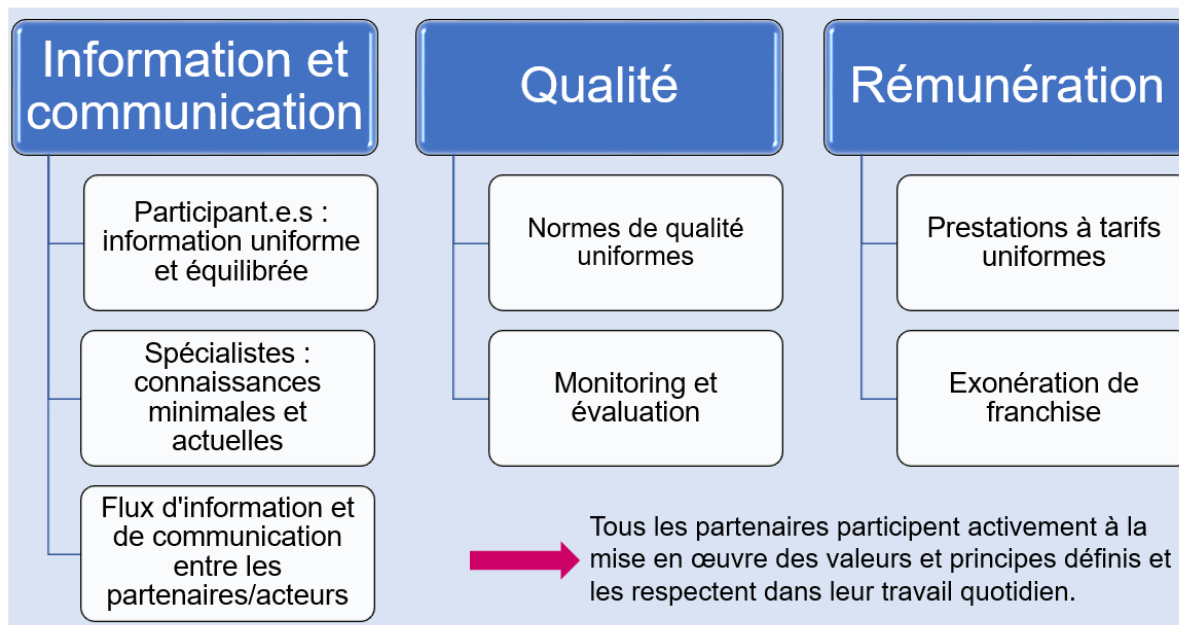 Information et
communication
Participant.e.s :
information uniforme
et équilibrée
Spécialistes :
connaissances
minimales et
actuelles
Flux d'information et
de communication
entre les
partenaires/acteurs
Qualité
Normes de qualité
uniformes
Monitoring et
évaluation
Rémunération
Prestations à tarifs
uniformes
Exonération de
franchise
Tous les partenaires participent activement à la
mise en œuvre des valeurs et principes définis et
les respectent dans leur travail quotidien.